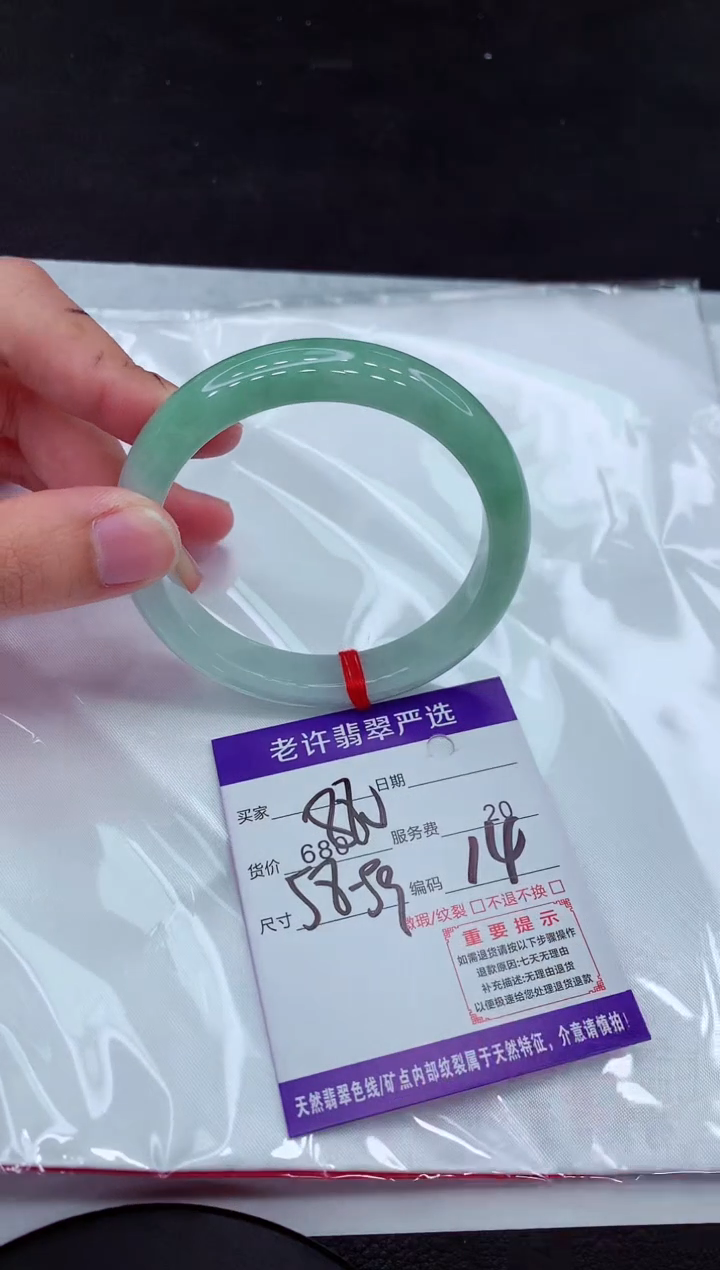 老许翡翠严选
买家 日期
货价 680 服务费 20
尺寸 58-59 编码 14
微瑕/纹裂 □不退不换 □
重要提示
如需退货请按以下步骤操作
退款原因:七天无理由
补充描述:无理由退货
以便极速给您处理退货退款
天然翡翠色线/矿点内部纹裂属于天然特征，介意请慎拍!